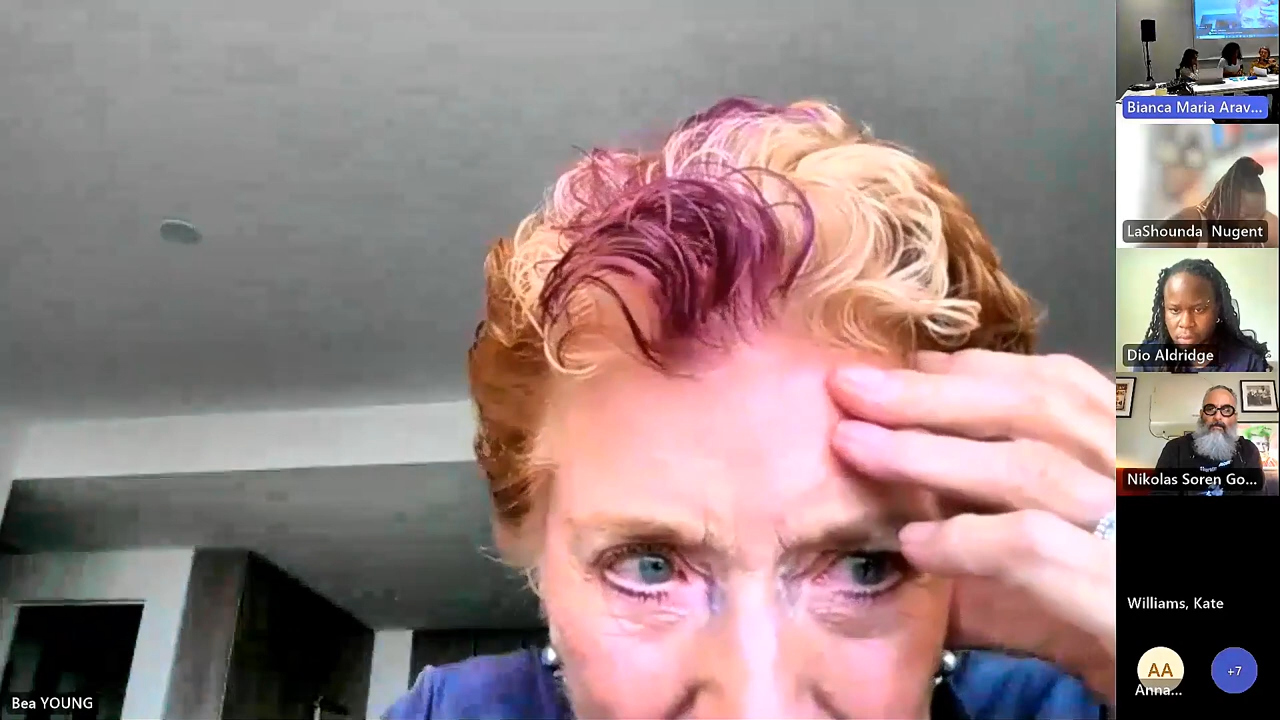 Bianca Maria Arav...
LaShounda Nugent
Dio Aldridge
Nikolas Soren Go...
Williams, Kate
AA
Anna...
+7
Bea YOUNG